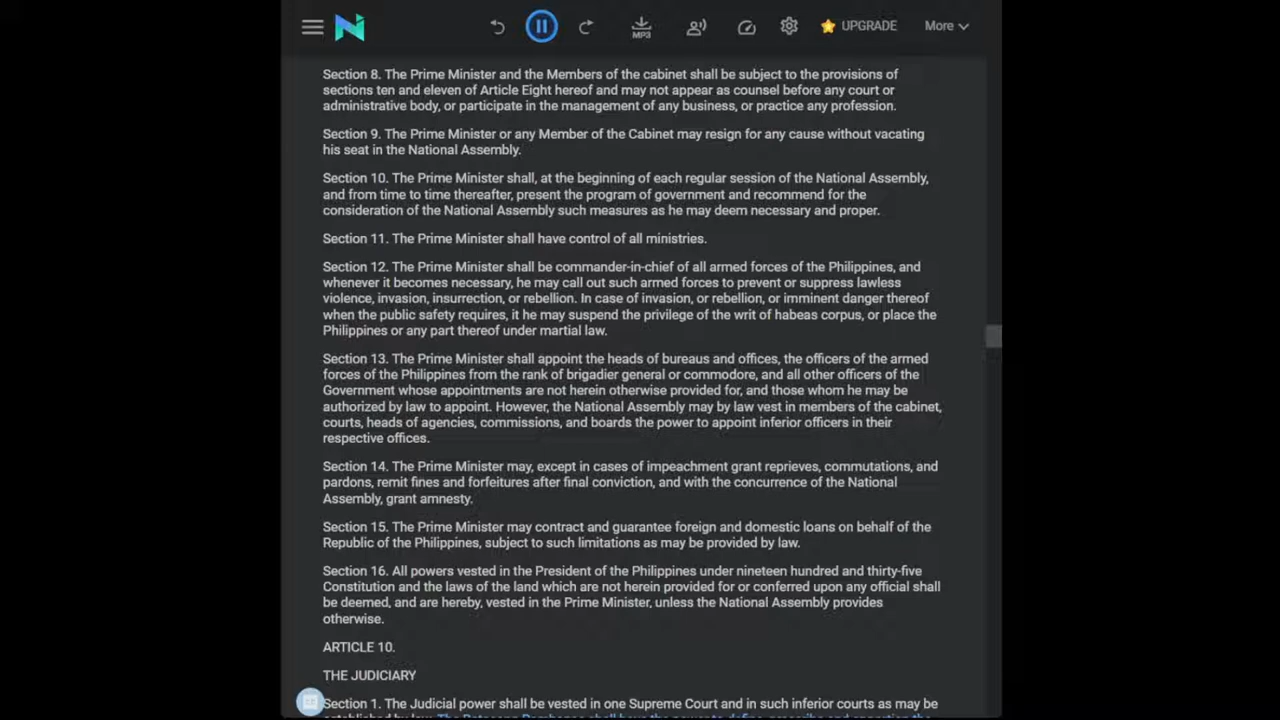 MP3
UPGRADE
More
Section 8. The Prime Minister and the Members of the cabinet shall be subject to the provisions of
sections ten and eleven of Article Eight hereof and may not appear as counsel before any court or
administrative body, or participate in the management of any business, or practice any profession.
Section 9. The Prime Minister or any Member of the Cabinet may resign for any cause without vacating
his seat in the National Assembly.
Section 10. The Prime Minister shall, at the beginning of each regular session of the National Assembly,
and from time to time thereafter, present the program of government and recommend for the
consideration of the National Assembly such measures as he may deem necessary and proper.
Section 11. The Prime Minister shall have control of all ministries.
Section 12. The Prime Minister shall be commander-in-chief of all armed forces of the Philippines, and
whenever it becomes necessary, he may call out such armed forces to prevent or suppress lawless
violence, invasion, insurrection, or rebellion. In case of invasion, or rebellion, or imminent danger thereof
when the public safety requires, it he may suspend the privilege of the writ of habeas corpus, or place the
Philippines or any part thereof under martial law.
Section 13. The Prime Minister shall appoint the heads of bureaus and offices, the officers of the armed
forces of the Philippines from the rank of brigadier general or commodore, and all other officers of the
Government whose appointments are not herein otherwise provided for, and those whom he may be
authorized by law to appoint. However, the National Assembly may by law vest in members of the cabinet,
courts, heads of agencies, commissions, and boards the power to appoint inferior officers in their
respective offices.
Section 14. The Prime Minister may, except in cases of impeachment grant reprieves, commutations, and
pardons, remit fines and forfeitures after final conviction, and with the concurrence of the National
Assembly, grant amnesty.
Section 15. The Prime Minister may contract and guarantee foreign and domestic loans on behalf of the
Republic of the Philippines, subject to such limitations as may be provided by law.
Section 16. All powers vested in the President of the Philippines under nineteen hundred and thirty-five
Constitution and the laws of the land which are not herein provided for or conferred upon any official shall
be deemed, and are hereby, vested in the Prime Minister, unless the National Assembly provides
otherwise.
ARTICLE 10.
THE JUDICIARY
Section 1. The Judicial power shall be vested in one Supreme Court and in such inferior courts as may be